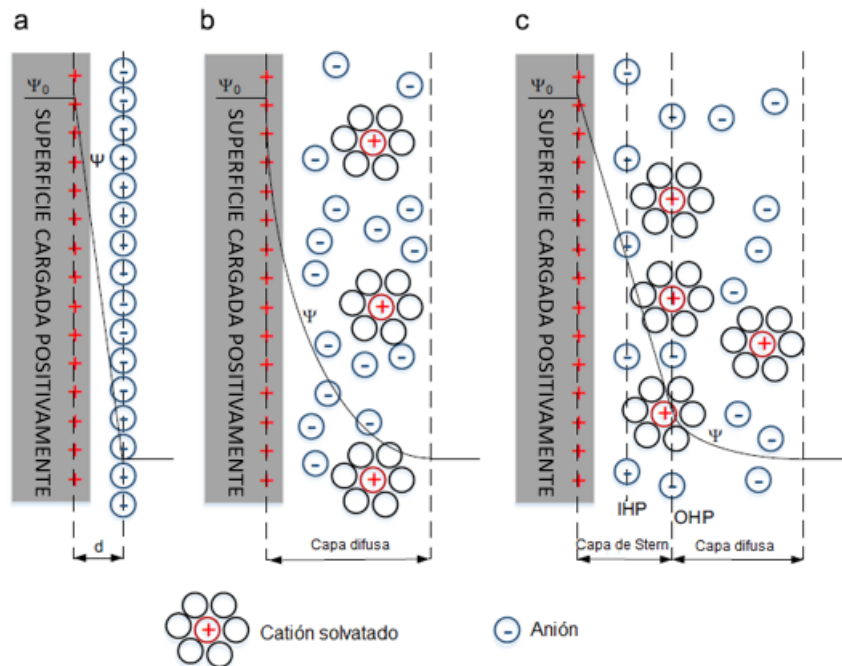 a
Ψ0
SUPERFICIE CARGADA POSITIVAMENTE
Ψ
d
b
Ψ0
SUPERFICIE CARGADA POSITIVAMENTE
Ψ
Capa difusa
c
Ψ0
SUPERFICIE CARGADA POSITIVAMENTE
Ψ
IHP
OHP
Capa de Stern
Capa difusa
Catión solvatado
Anión